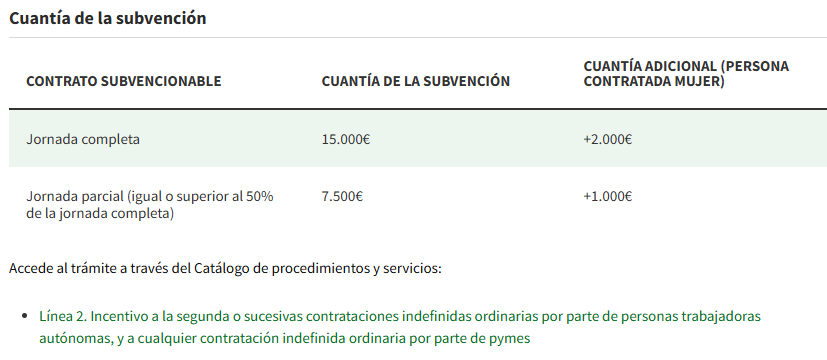 Cuantía de la subvención
CONTRATO SUBVENCIONABLE
CUANTÍA DE LA SUBVENCIÓN
CUANTÍA ADICIONAL (PERSONA
CONTRATADA MUJER)
Jornada completa
15.000€
+2.000€
Jornada parcial (igual o superior al 50%
de la jornada completa)
7.500€
+1.000€
Accede al trámite a través del Catálogo de procedimientos y servicios:
Línea 2. Incentivo a la segunda o sucesivas contrataciones indefinidas ordinarias por parte de personas trabajadoras
autónomas, y a cualquier contratación indefinida ordinaria por parte de pymes